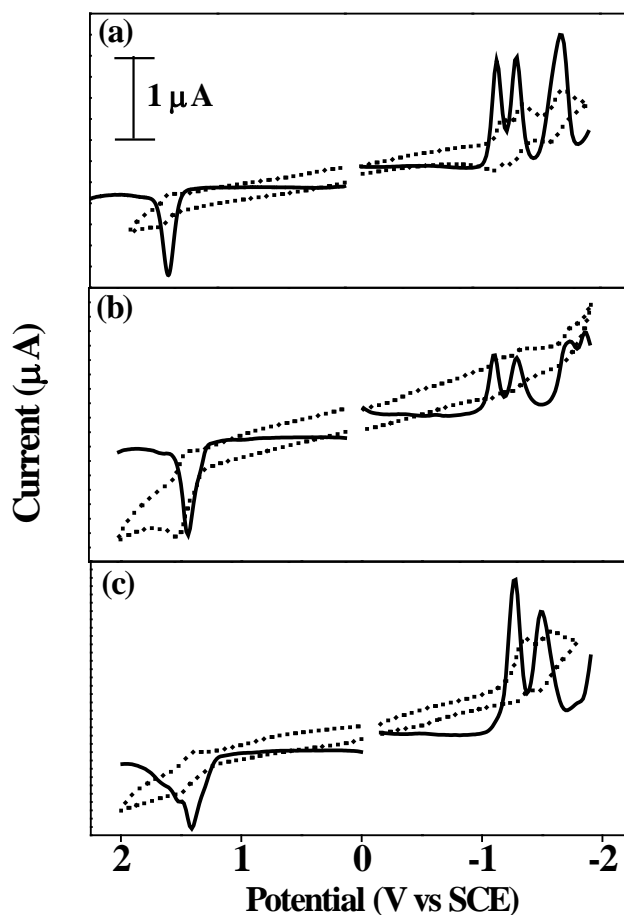 (a)
1 μA
(b)
(c)
Current (μA)
2 1 0 -1 -2
Potential (V vs SCE)